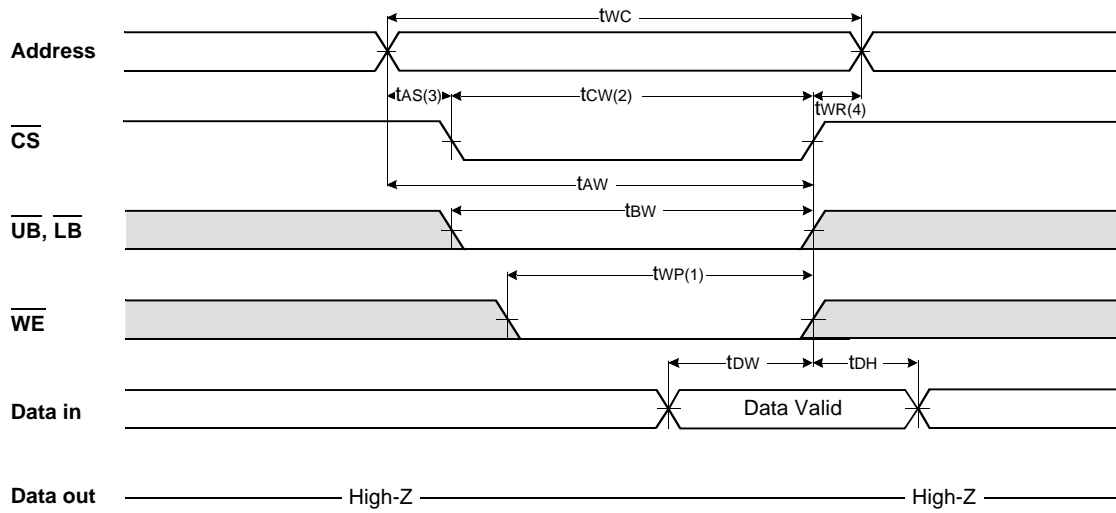 tWC
Address
tAS(3) tCW(2) tWR(4)
CS
tAW
UB, LB
tBW
tWP(1)
WE
tDW tDH
Data in Data Valid
Data out High-Z High-Z